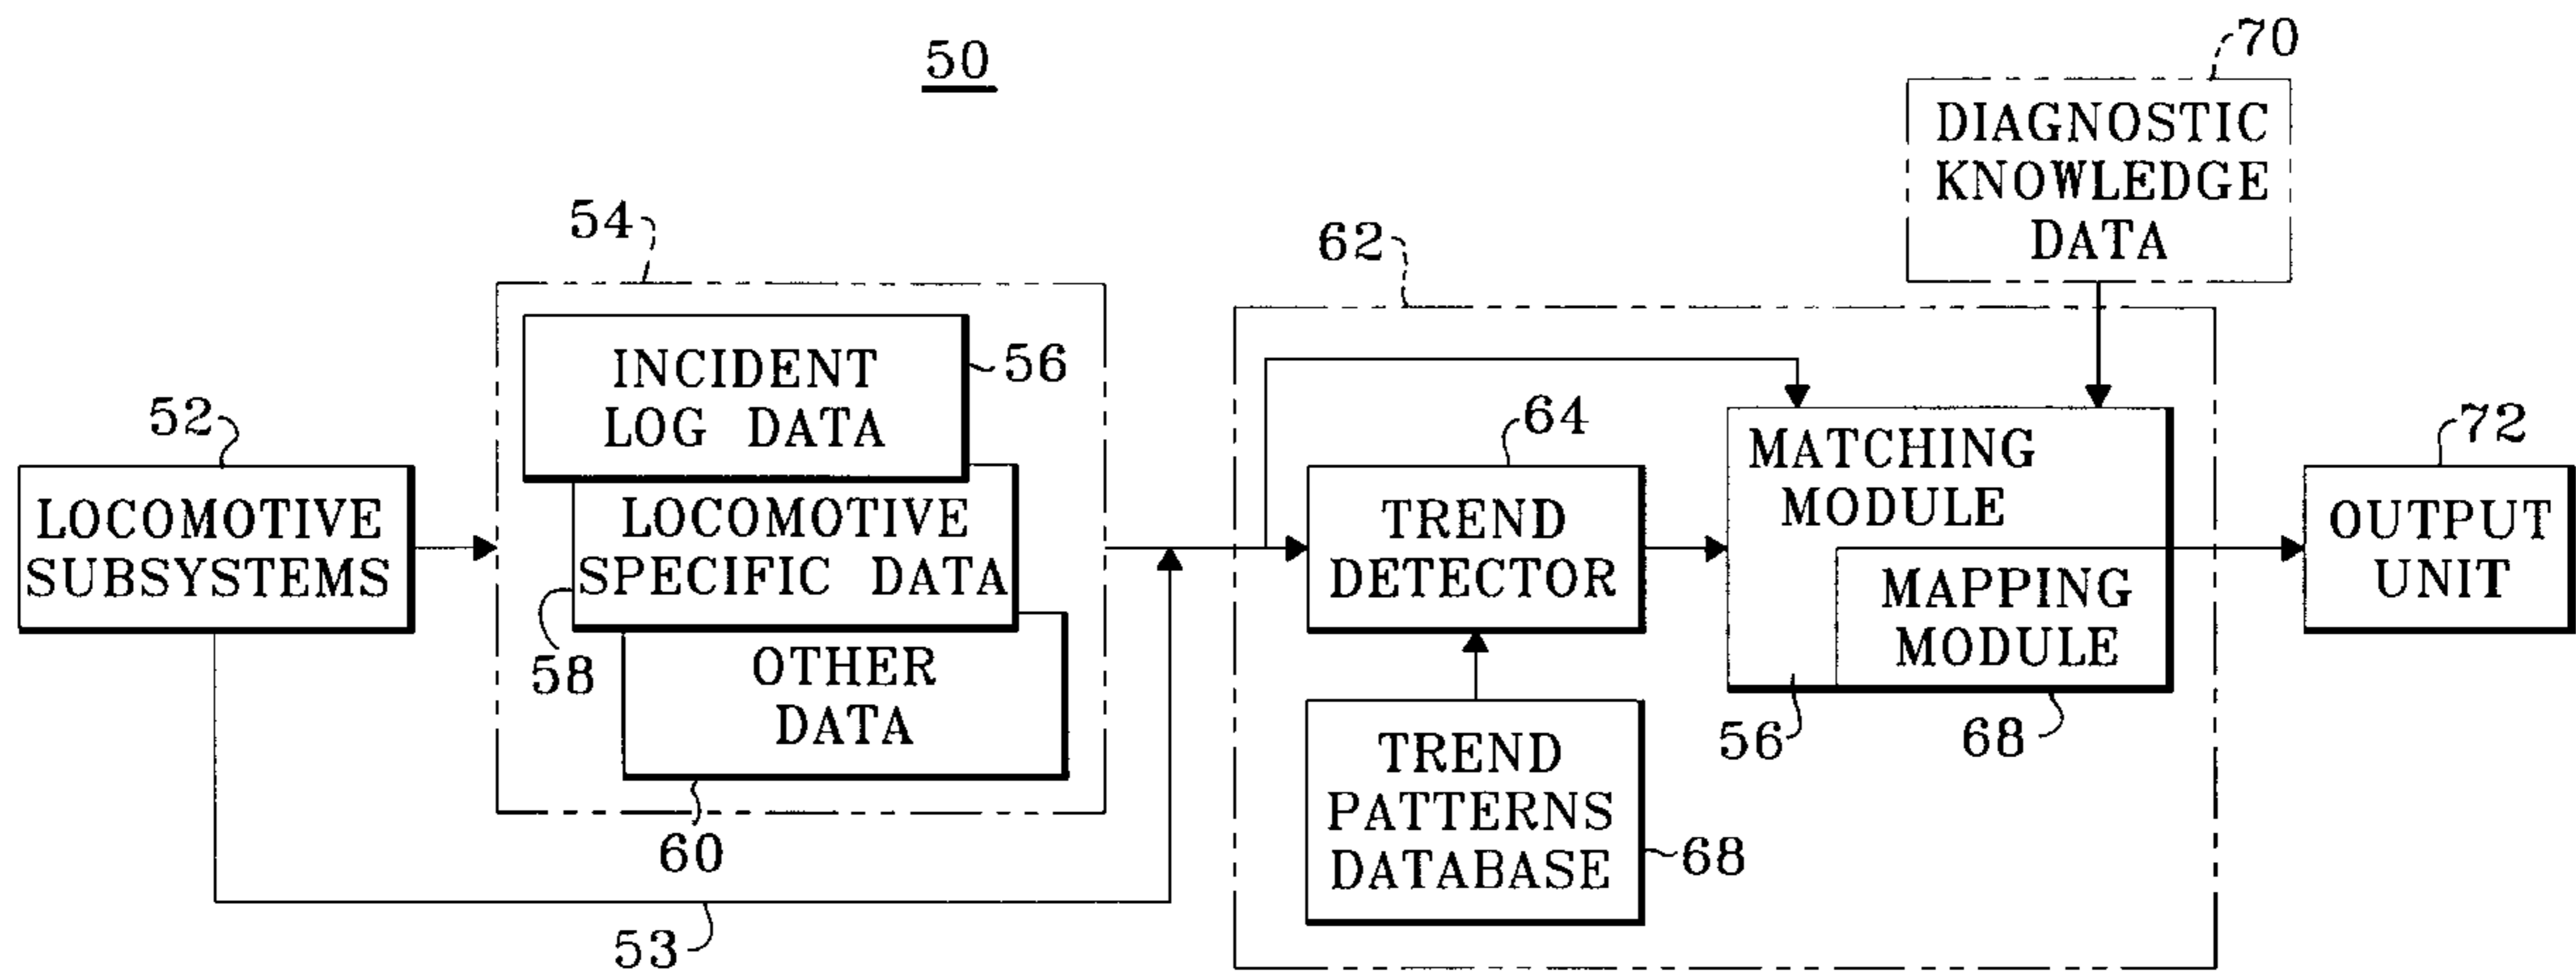 50
70
DIAGNOSTIC
KNOWLEDGE
DATA
54
62
INCIDENT
LOG DATA
56
52
LOCOMOTIVE
SUBSYSTEMS
LOCOMOTIVE
SPECIFIC DATA
58
OTHER
DATA
60
53
64
TREND
DETECTOR
MATCHING
MODULE
MAPPING
MODULE
56
68
TREND
PATTERNS
DATABASE
68
72
OUTPUT
UNIT